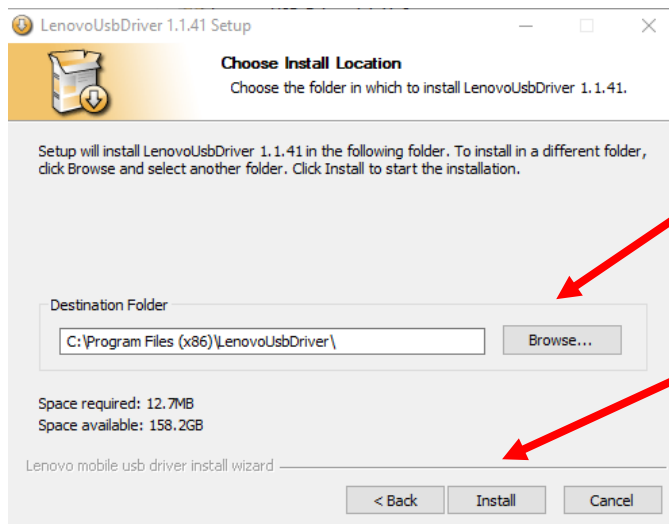 LenovoUsbDriver 1.1.41 Setup
Choose Install Location
Choose the folder in which to install LenovoUsbDriver 1.1.41.
Setup will install LenovoUsbDriver 1.1.41 in the following folder. To install in a different folder,
click Browse and select another folder. Click Install to start the installation.
Destination Folder
C:\Program Files (x86)\LenovoUsbDriver\
Browse...
Space required: 12.7MB
Space available: 158.2GB
Lenovo mobile usb driver install wizard
< Back Install Cancel